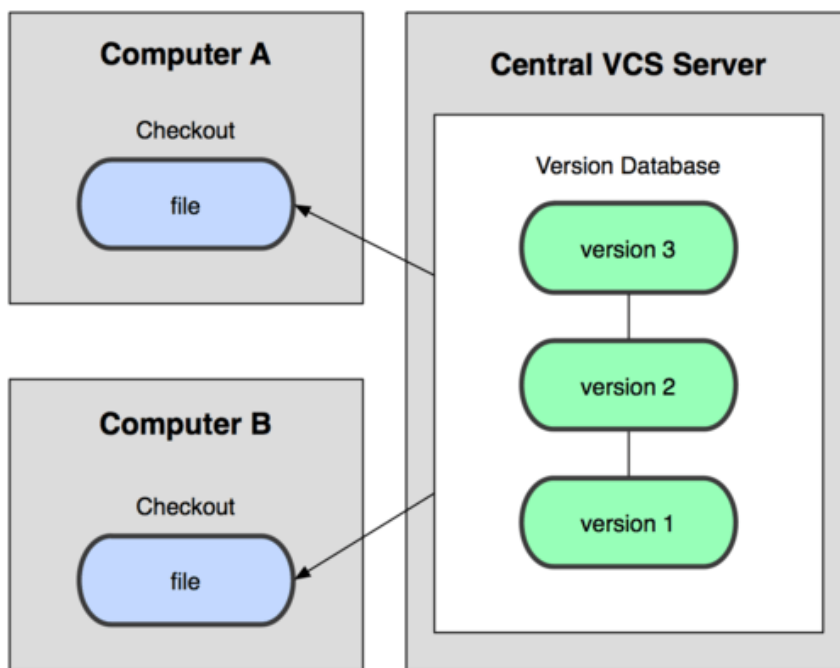 Computer A
Checkout
file
Computer B
Checkout
file
Central VCS Server
Version Database
version 3
version 2
version 1